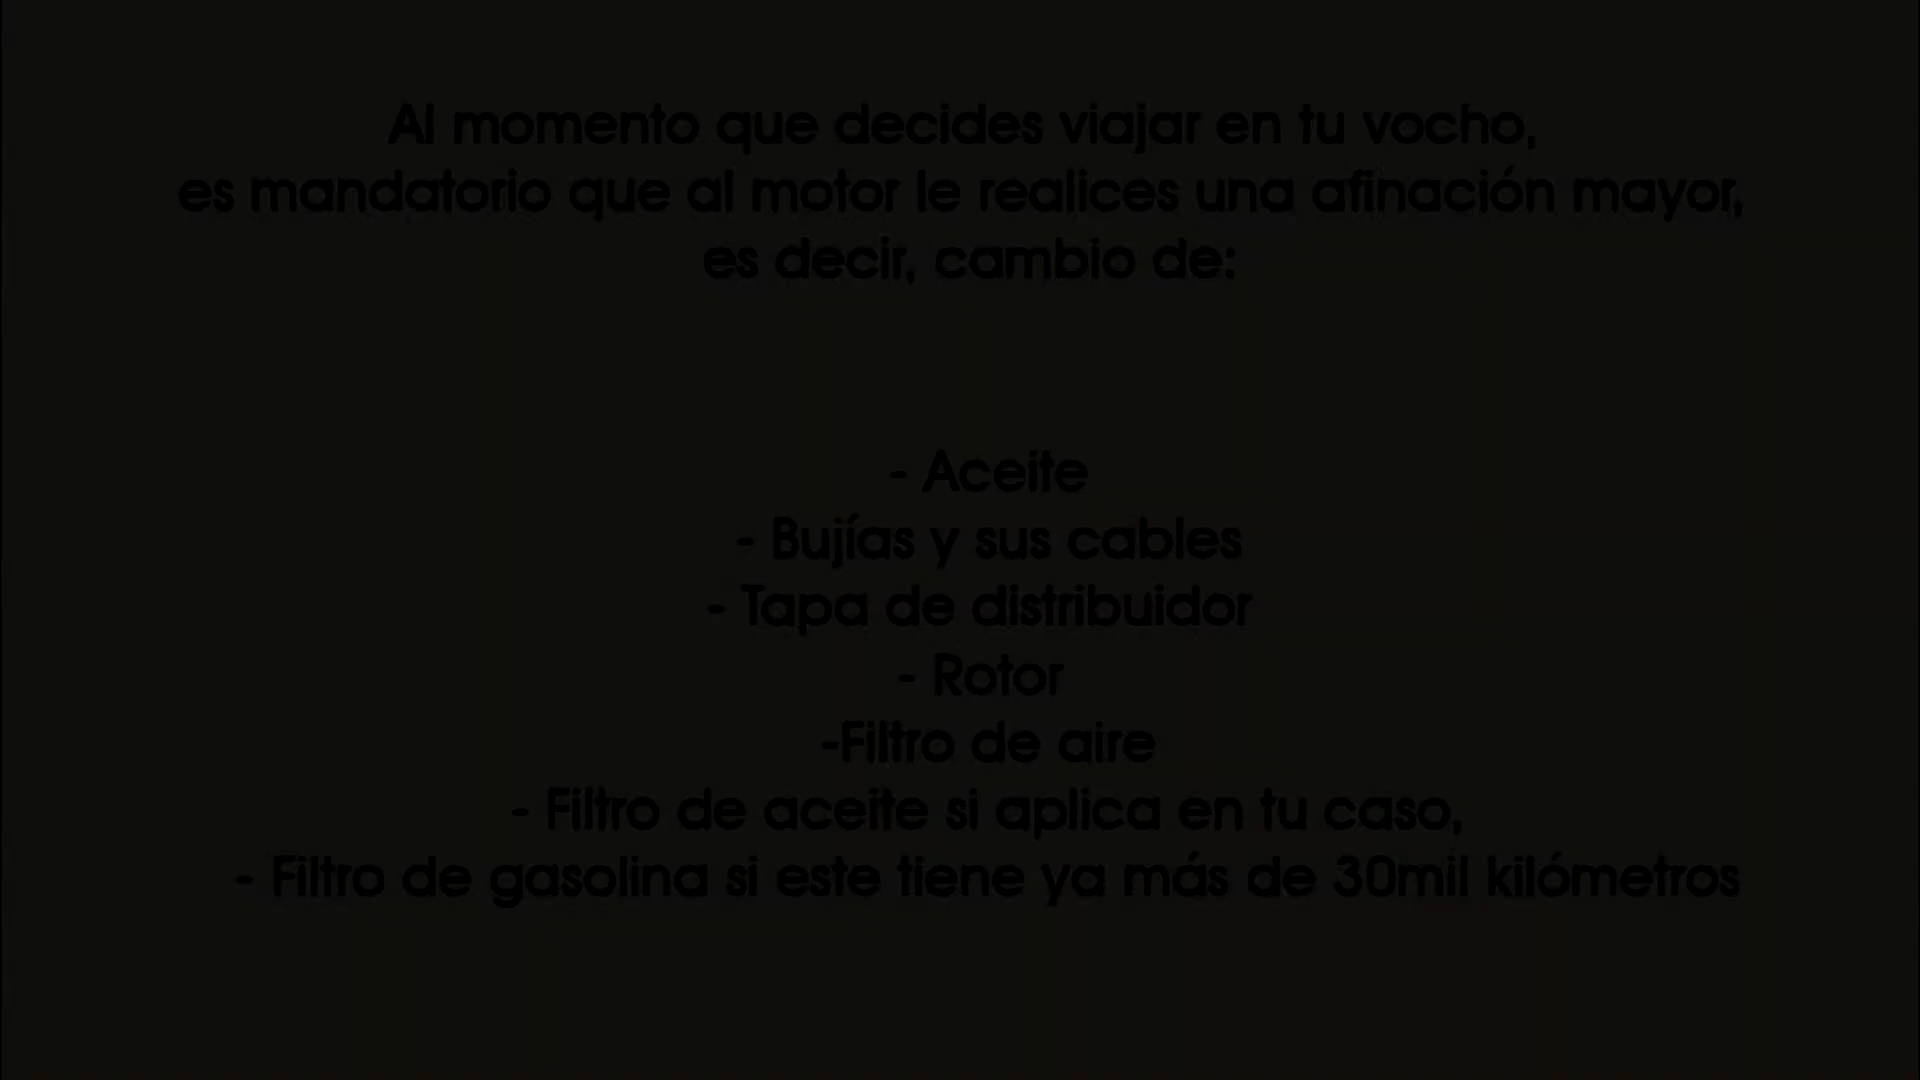 Al momento que decides viajar en tu vocho,
es mandatorio que al motor le realices una afinación mayor,
es decir, cambio de:
- Aceite
- Bujías y sus cables
- Tapa de distribuidor
- Rotor
-Filtro de aire
- Filtro de aceite si aplica en tu caso,
- Filtro de gasolina si este tiene ya más de 30mil kilómetros